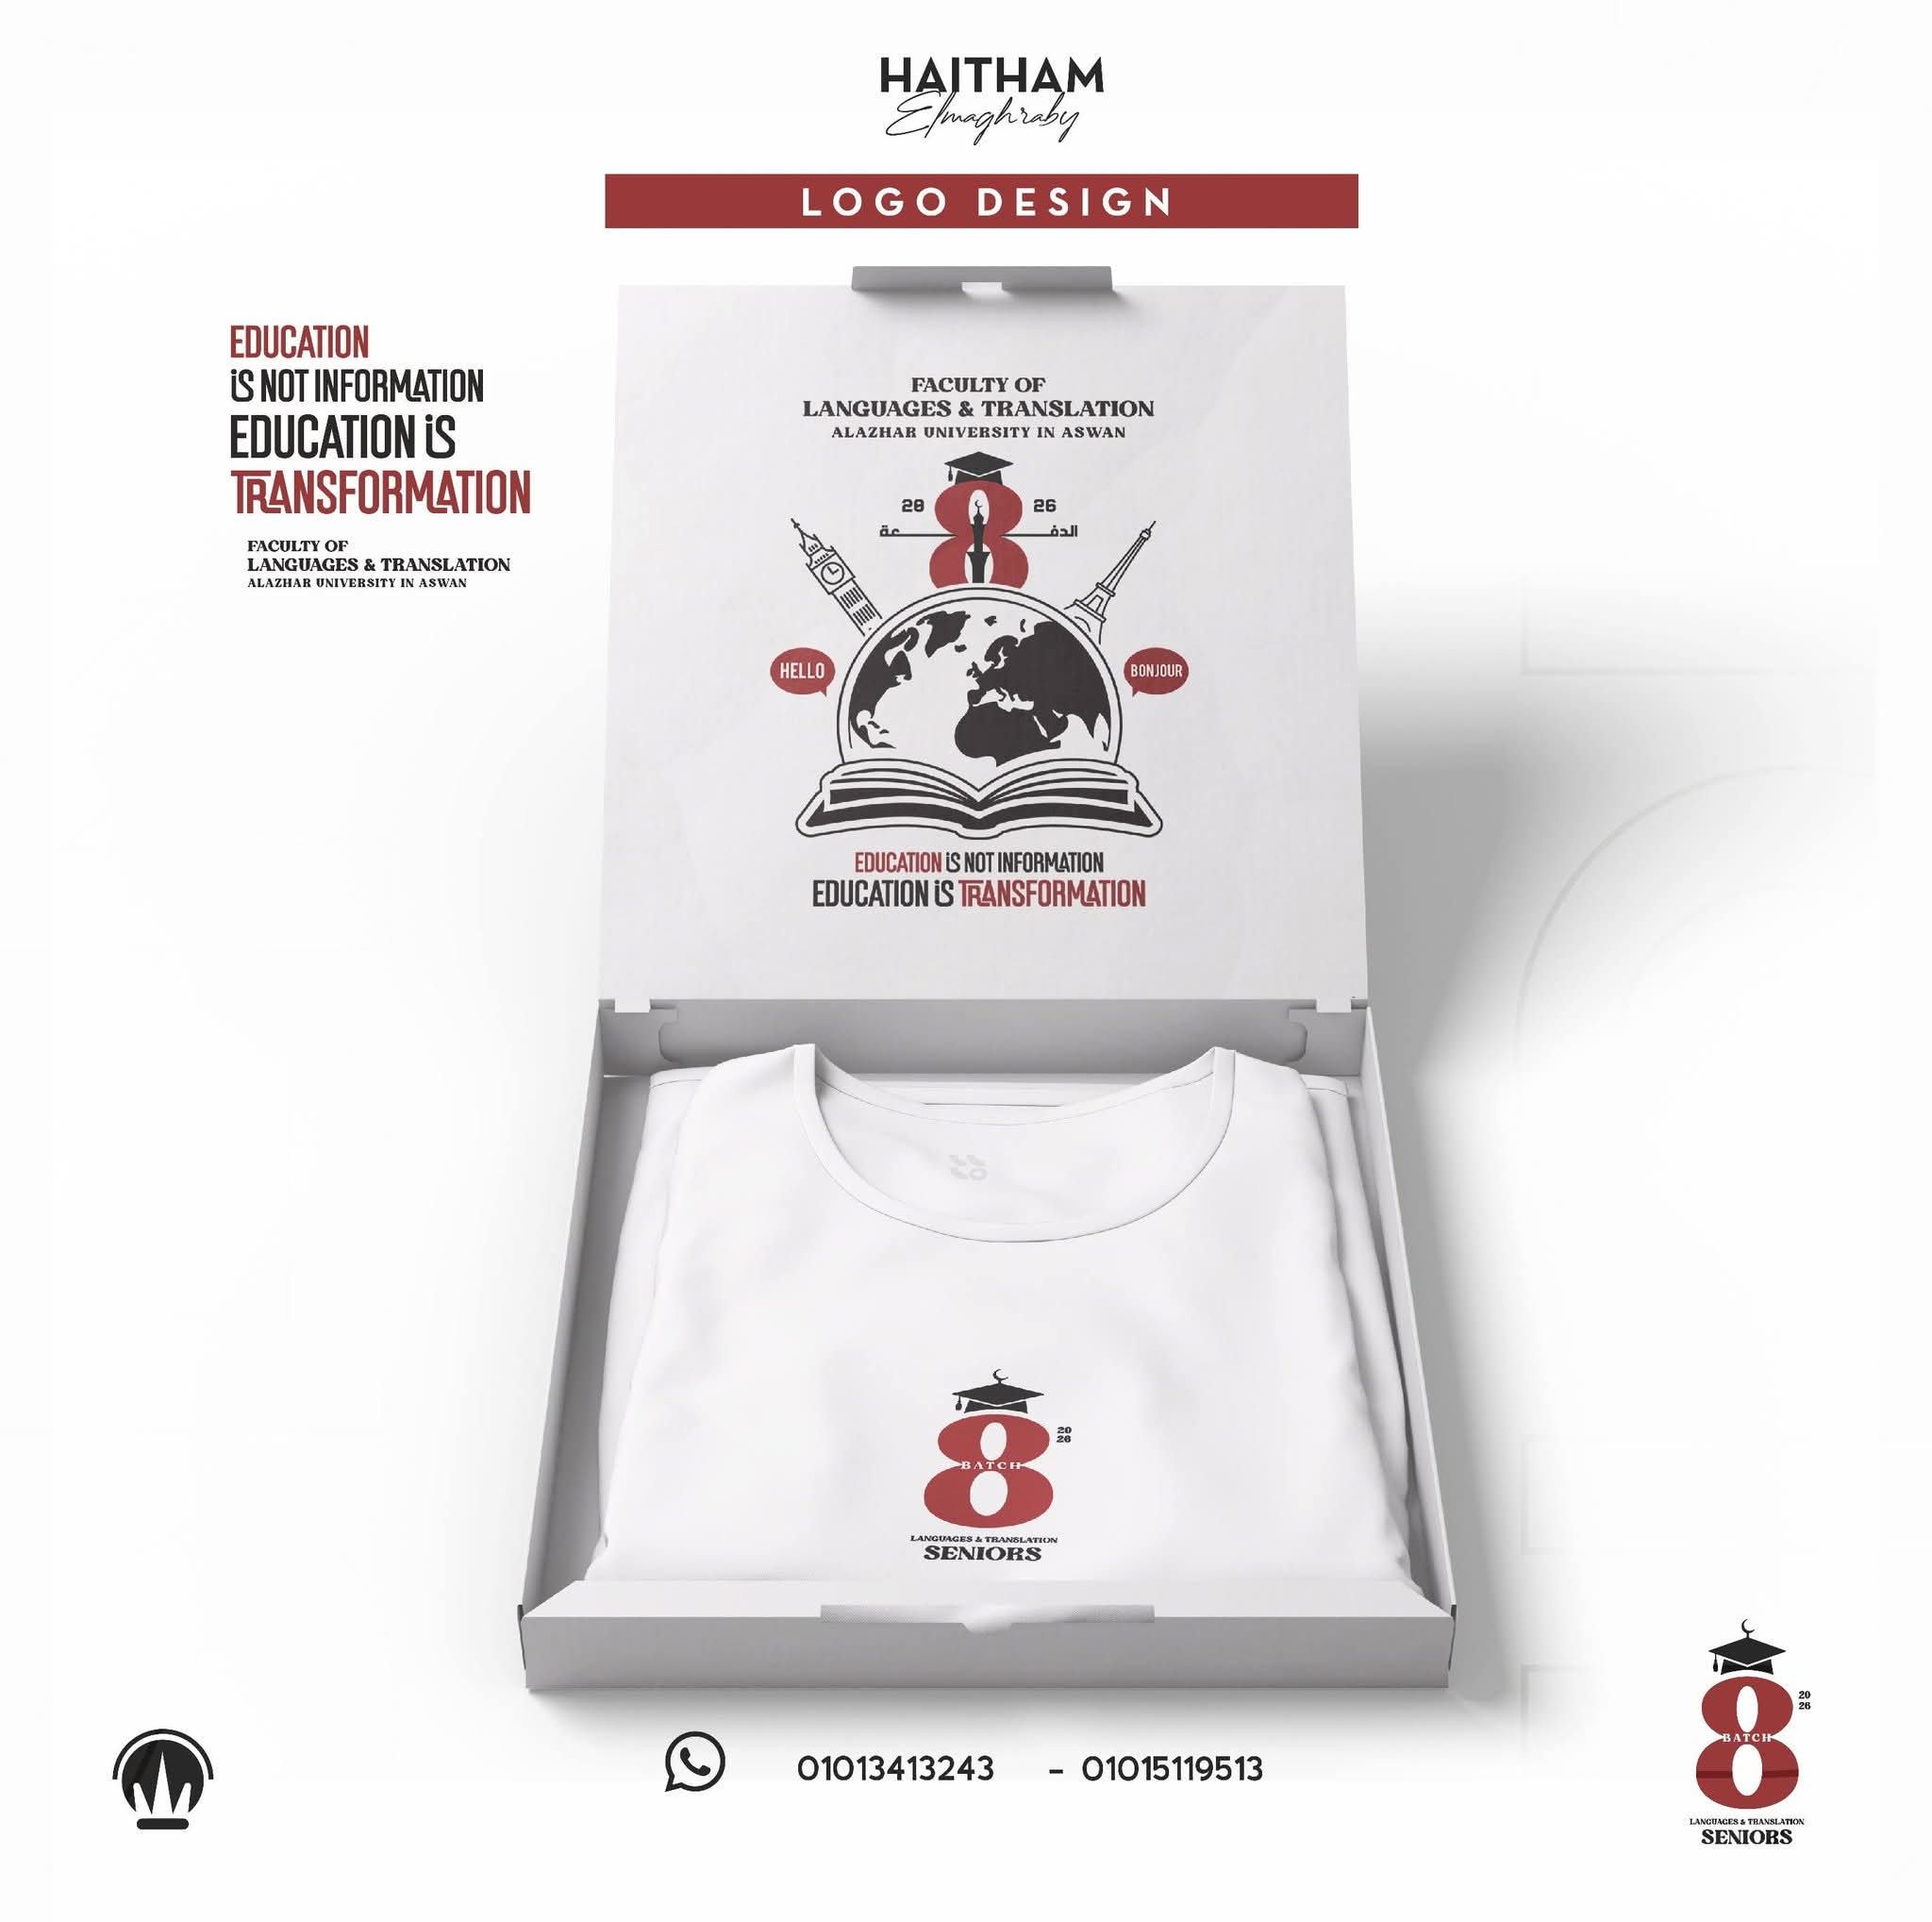 HAITHAM
Elmaghraby
LOGO DESIGN
EDUCATION
iS NOT INFORMATION
EDUCATION iS
TRANSFORMATION
FACULTY OF
LANGUAGES & TRANSLATION
ALAZHAR UNIVERSITY IN ASWAN
FACULTY OF
LANGUAGES & TRANSLATION
ALAZHAR UNIVERSITY IN ASWAN
20 26
الدفعة
8
HELLO
BONJOUR
EDUCATION iS NOT INFORMATION
EDUCATION iS TRANSFORMATION
20
26
8
BATCH
LANGUAGES & TRANSLATION
SENIORS
01013413243 - 01015119513
20
26
8
BATCH
LANGUAGES & TRANSLATION
SENIORS